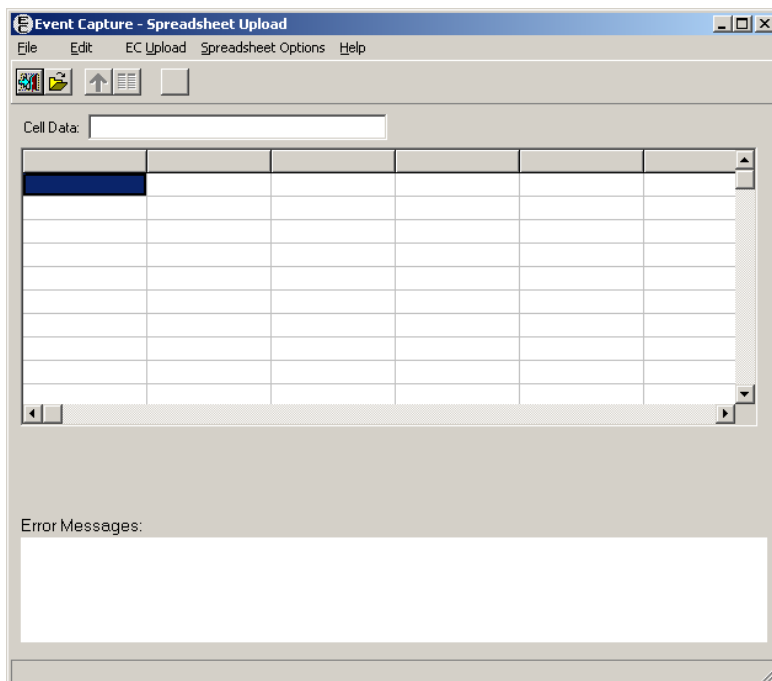 Event Capture - Spreadsheet Upload
File Edit EC Upload Spreadsheet Options Help
Cell Data:
Error Messages: